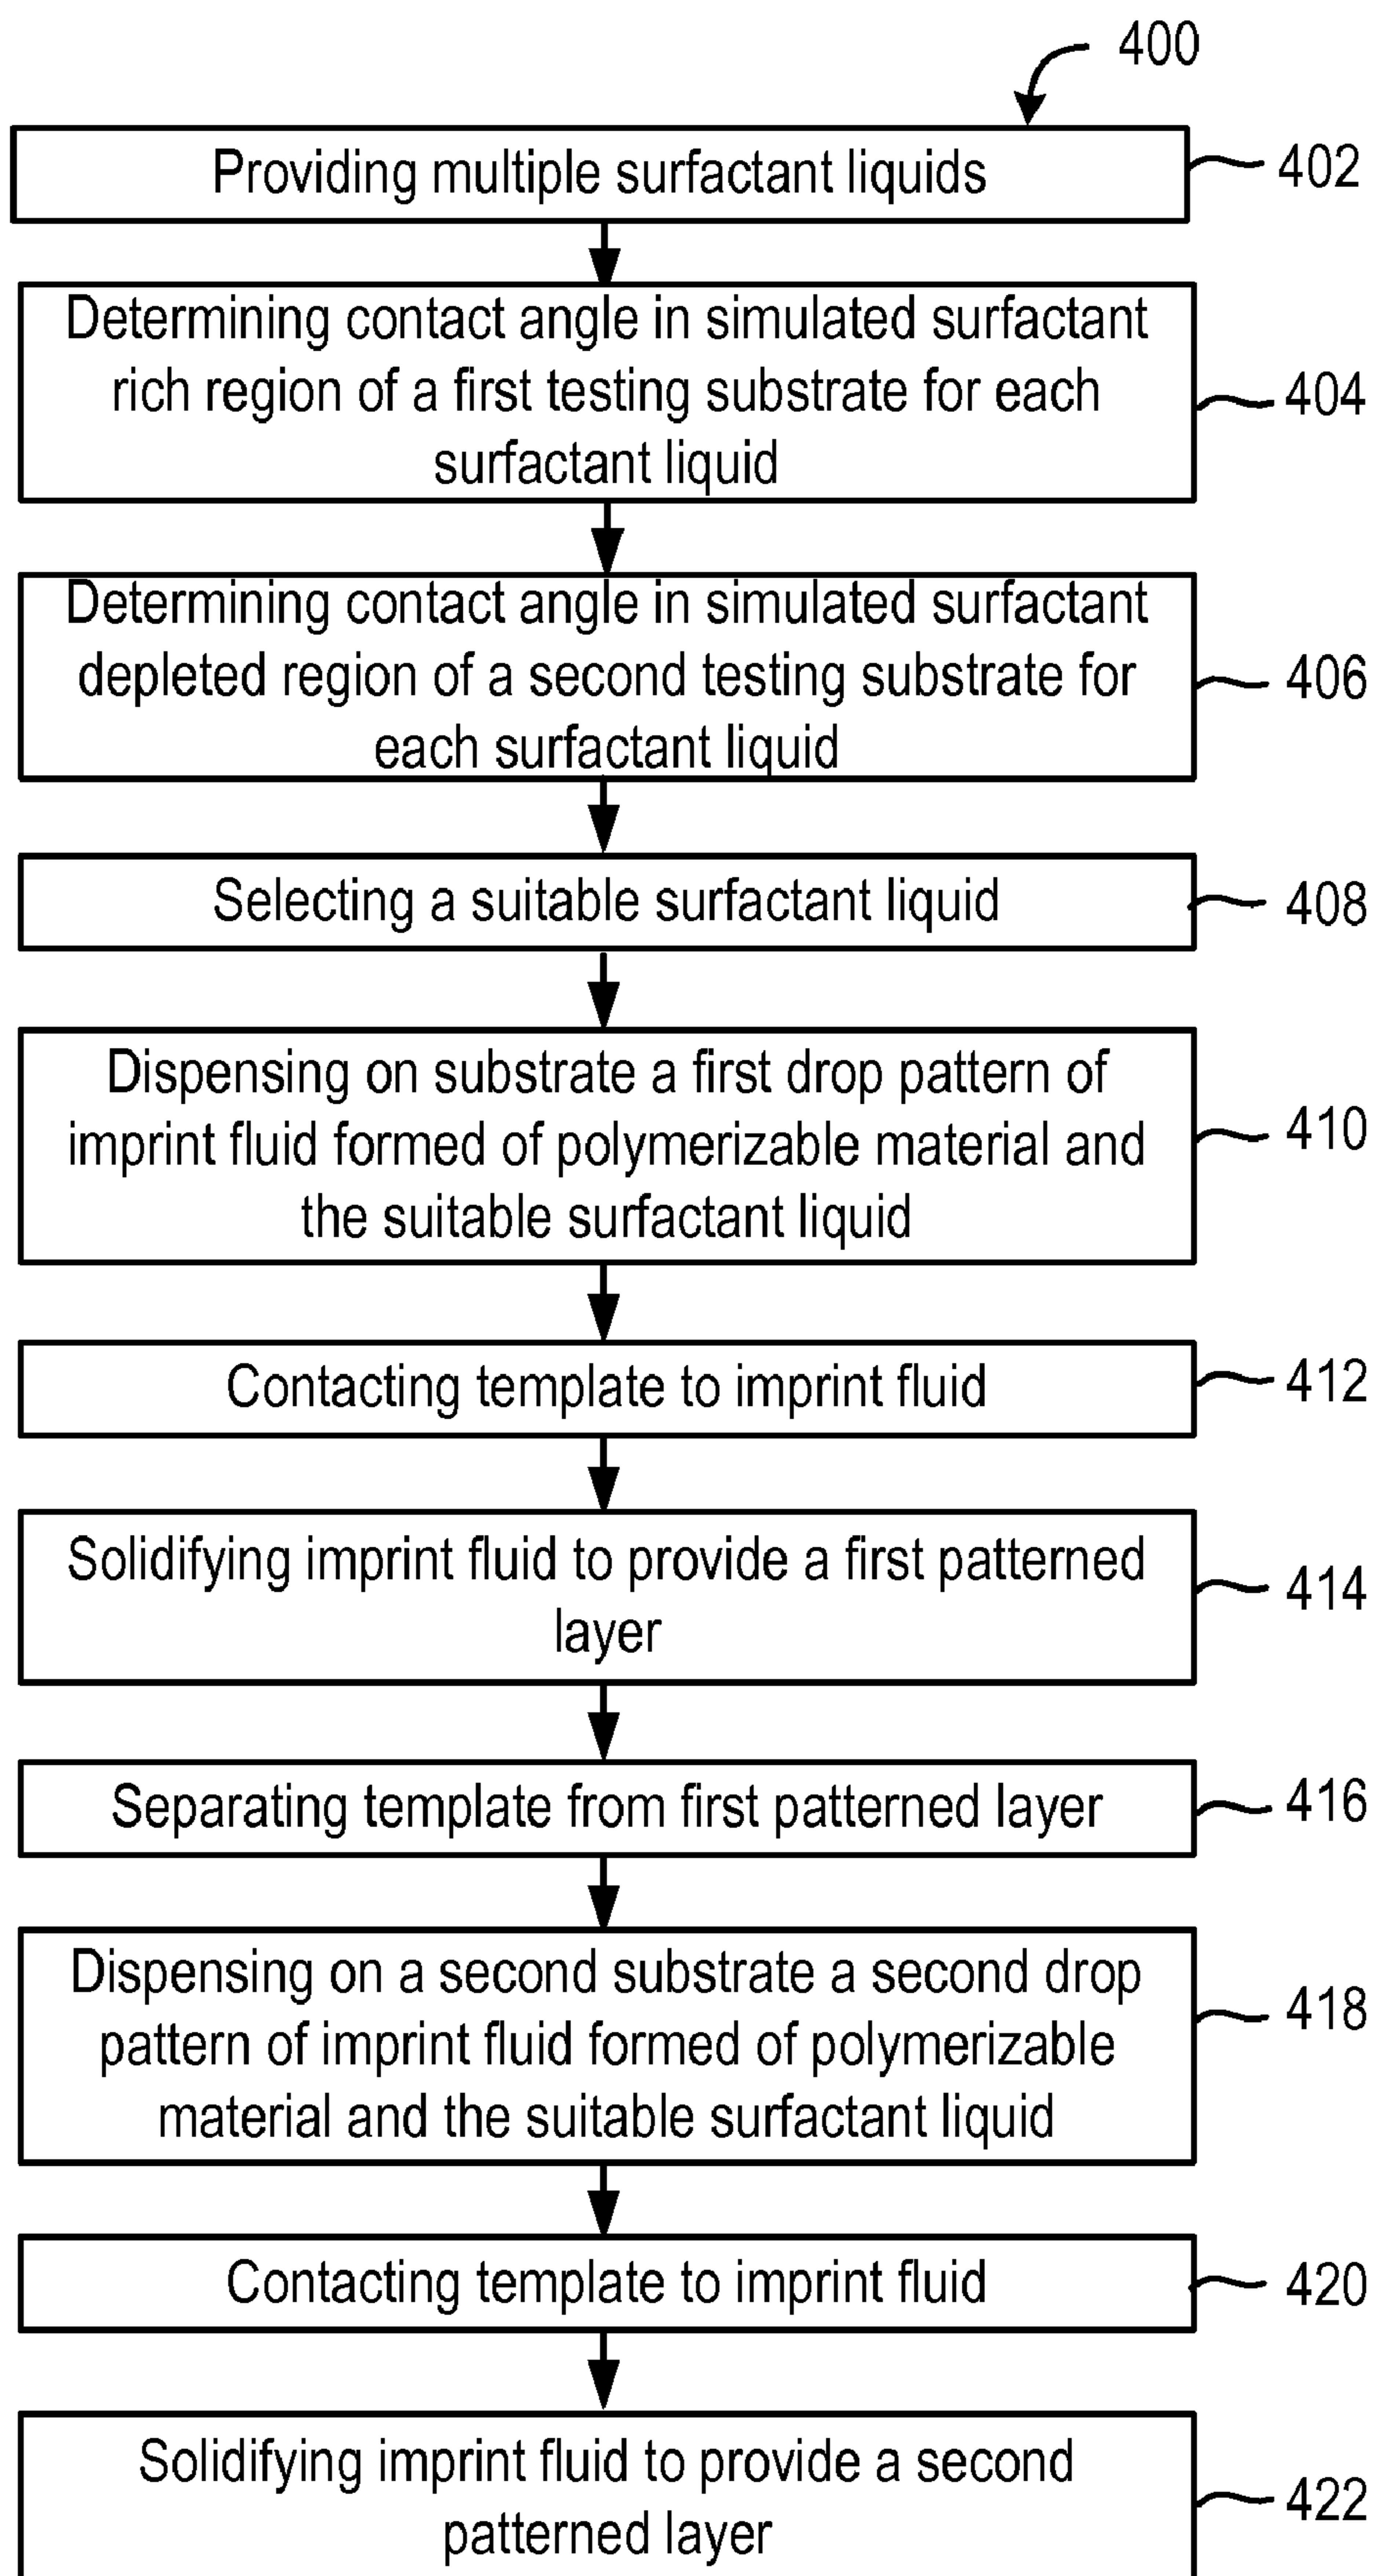 400
Providing multiple surfactant liquids
402
Determining contact angle in simulated surfactant
rich region of a first testing substrate for each
surfactant liquid
404
Determining contact angle in simulated surfactant
depleted region of a second testing substrate for
each surfactant liquid
406
Selecting a suitable surfactant liquid
408
Dispensing on substrate a first drop pattern of
imprint fluid formed of polymerizable material and
the suitable surfactant liquid
410
Contacting template to imprint fluid
412
Solidifying imprint fluid to provide a first patterned
layer
414
Separating template from first patterned layer
416
Dispensing on a second substrate a second drop
pattern of imprint fluid formed of polymerizable
material and the suitable surfactant liquid
418
Contacting template to imprint fluid
420
Solidifying imprint fluid to provide a second
patterned layer
422